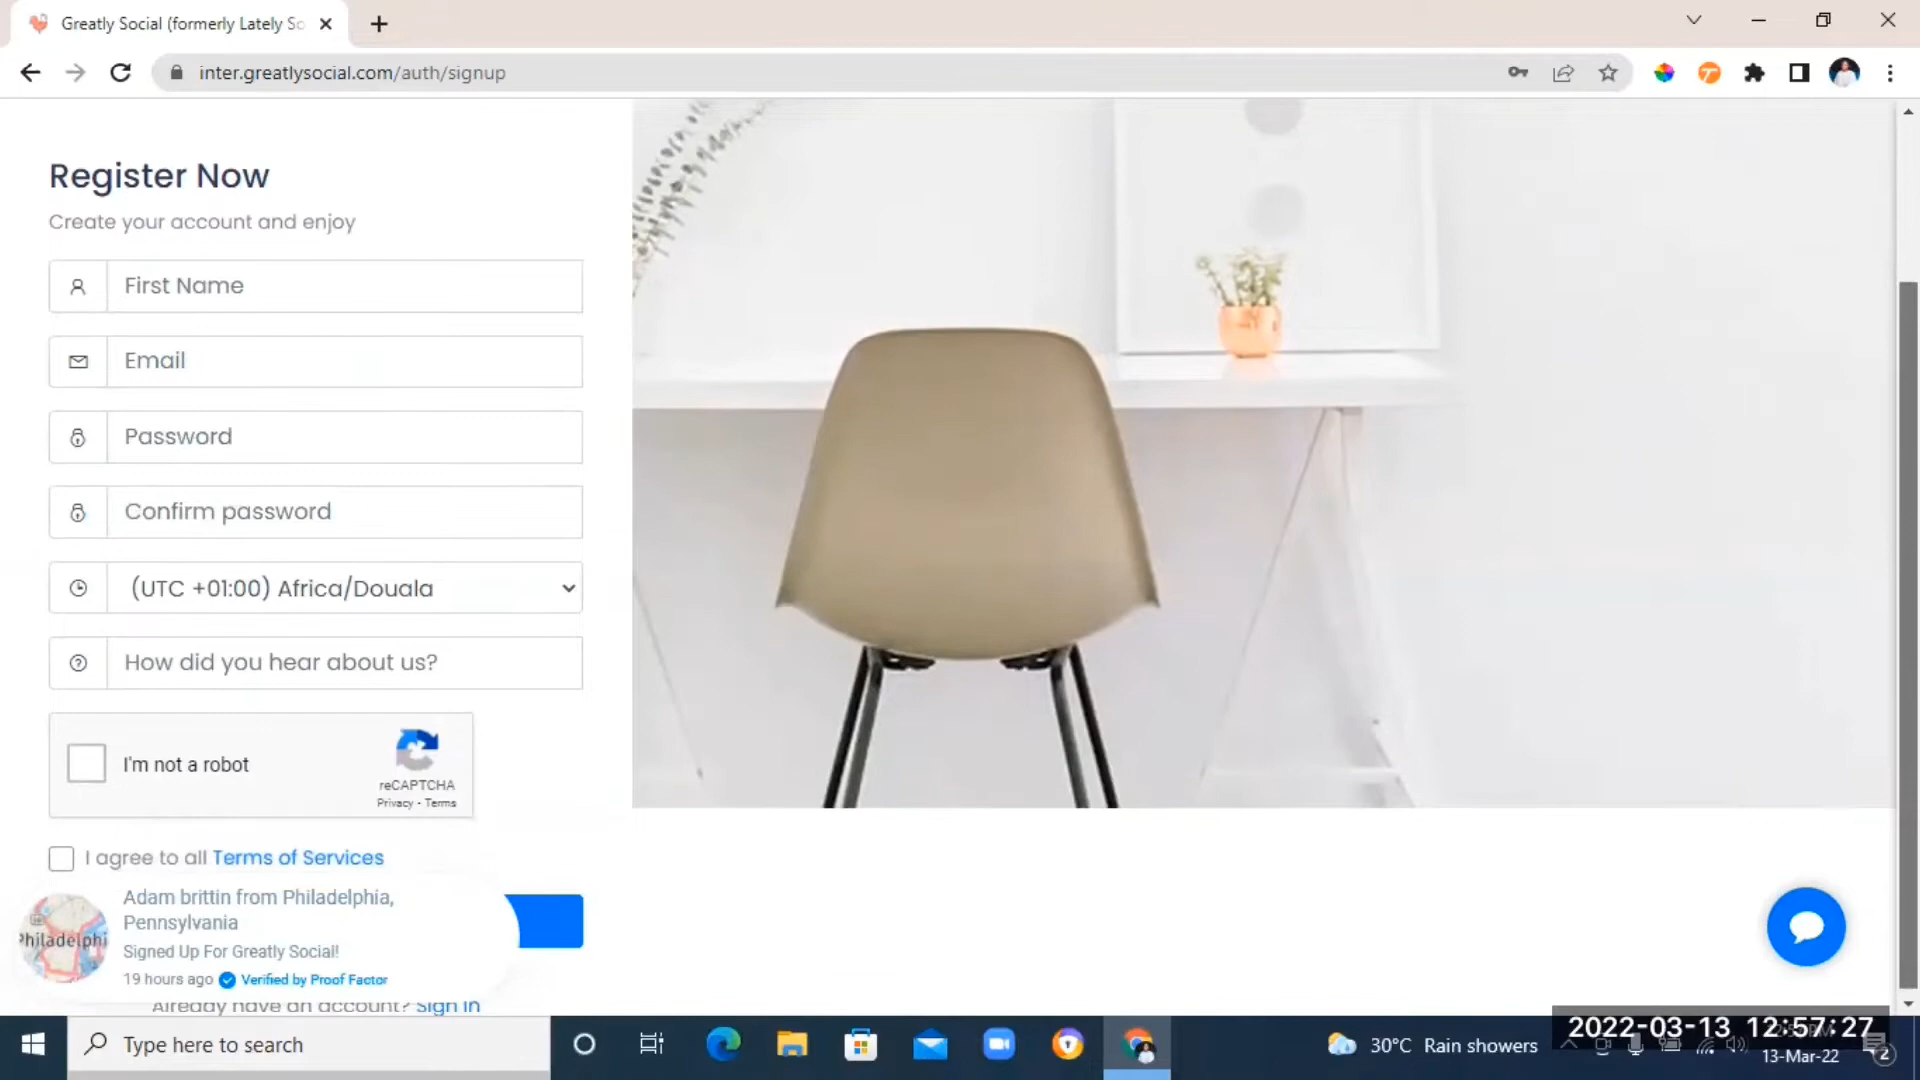 Greatly Social (formerly Lately So
inter.greatlysocial.com/auth/signup
Register Now
Create your account and enjoy
First Name
Email
Password
Confirm password
(UTC +01:00) Africa/Douala
How did you hear about us?
I'm not a robot
reCAPTCHA
Privacy - Terms
I agree to all Terms of Services
Adam brittin from Philadelphia,
Pennsylvania
Philadelphi
Signed Up For Greatly Social!
19 hours ago Verified by Proof Factor
Already have an account? Sign In
Type here to search
30°C Rain showers
2022-03-13 12:57:27
13-Mar-22
2